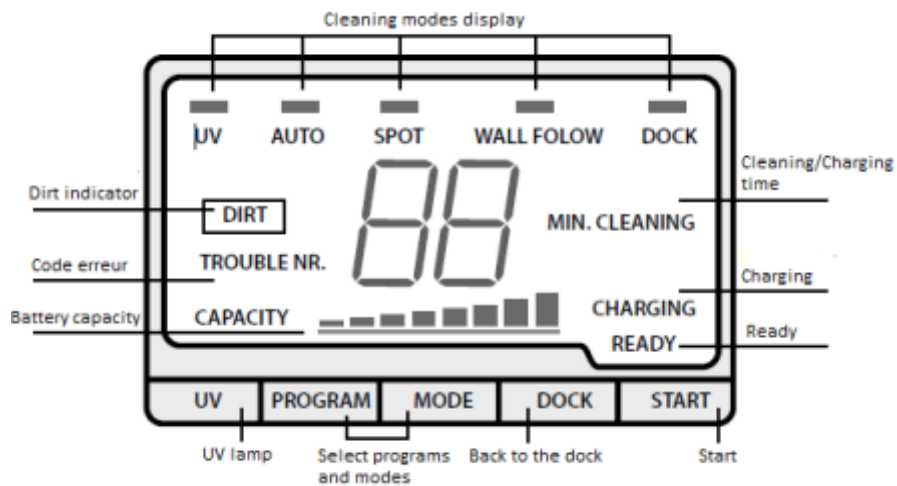 Cleaning modes display
UV AUTO SPOT WALL FOLOW DOCK
Cleaning/Charging
time
Dirt indicator
DIRT
88
MIN. CLEANING
Code erreur
TROUBLE NR.
Charging
Battery capacity
CAPACITY
CHARGING
READY
Ready
UV PROGRAM MODE DOCK START
UV lamp
Select programs
and modes
Back to the dock
Start